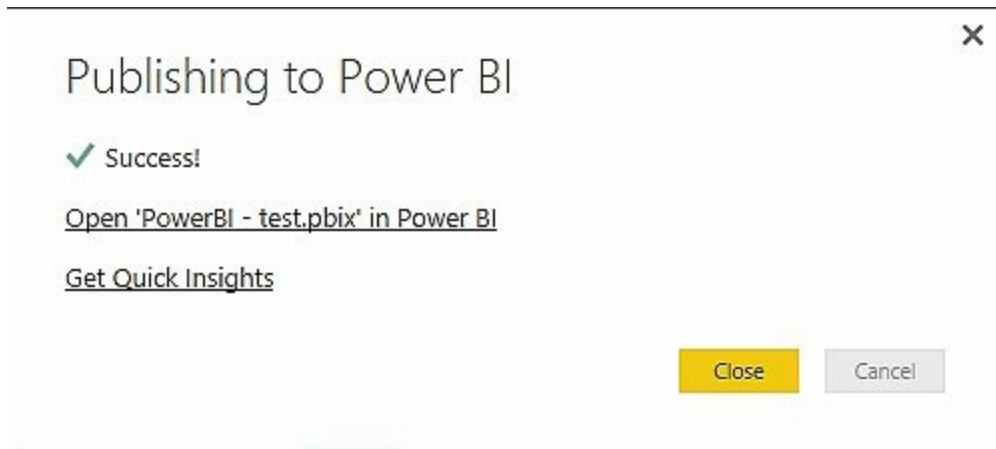 Publishing to Power BI
Success!
Open 'PowerBI - test.pbix' in Power BI
Get Quick Insights
Close
Cancel